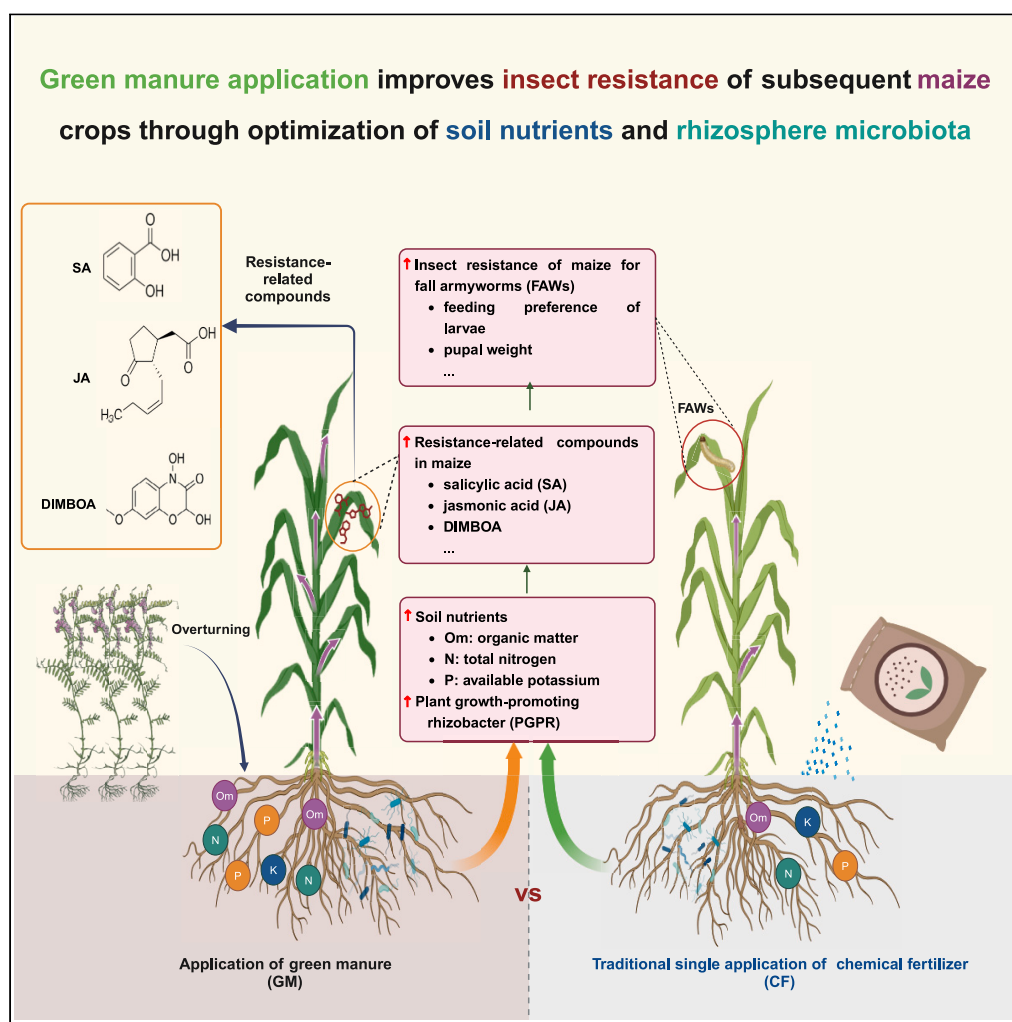 Green manure application improves insect resistance of subsequent maize
crops through optimization of soil nutrients and rhizosphere microbiota
SA
O
OH
OH
JA
O
OH
O
H₃C
DIMBOA
OH
N
O
O
O
OH
Resistance-
related
compounds
↑ Insect resistance of maize for
fall armyworms (FAWs)
• feeding preference of
larvae
• pupal weight
...
FAWs
↑ Resistance-related compounds
in maize
• salicylic acid (SA)
• jasmonic acid (JA)
• DIMBOA
...
Overturning
↑ Soil nutrients
• Om: organic matter
• N: total nitrogen
• P: available potassium
↑ Plant growth-promoting
rhizobacter (PGPR)
Om
P
Om
N
P
K
N
vs
Om
K
N
P
Application of green manure
(GM)
Traditional single application of chemical fertilizer
(CF)